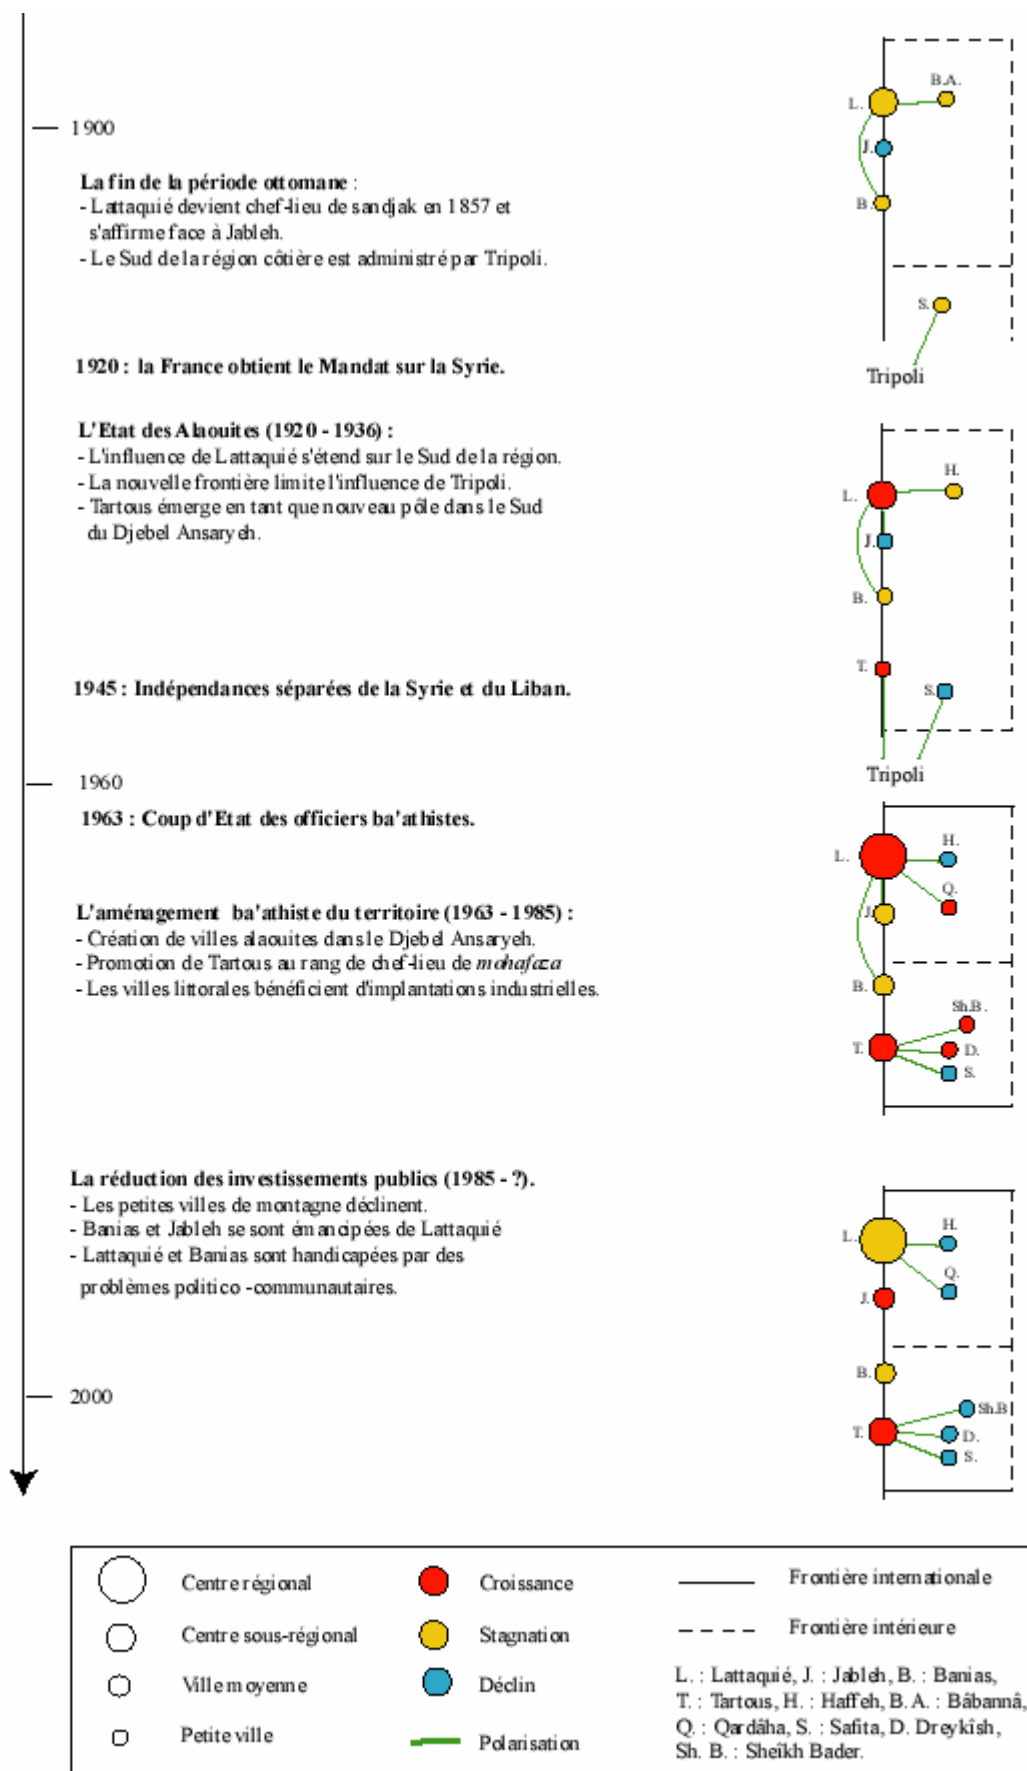 1900
La fin de la période ottomane :
- Lattaquié devient chef-lieu de sandjak en 1857 et
s'affirme face à Jableh.
- Le Sud de la région côtière est administré par Tripoli.
L.
B.A.
J.
B.
S.
Tripoli
1920 : la France obtient le Mandat sur la Syrie.
L'Etat des Alaouites (1920 - 1936) :
- L'influence de Lattaquié s'étend sur le Sud de la région.
- La nouvelle frontière limite l'influence de Tripoli.
- Tartous émerge en tant que nouveau pôle dans le Sud
du Djebel Ansaryeh.
L.
H.
J.
B.
T.
S.
Tripoli
1945 : Indépendances séparées de la Syrie et du Liban.
1960
1963 : Coup d'Etat des officiers ba'athistes.
L'aménagement ba'athiste du territoire (1963 - 1985) :
- Création de villes alaouites dans le Djebel Ansaryeh.
- Promotion de Tartous au rang de chef-lieu de mohafaza
- Les villes littorales bénéficient d'implantations industrielles.
L.
H.
Q.
J.
B.
Sh.B.
T.
D.
S.
La réduction des investissements publics (1985 - ?).
- Les petites villes de montagne déclinent.
- Banias et Jableh se sont émancipées de Lattaquié
- Lattaquié et Banias sont handicapées par des
problèmes politico -communautaires.
L.
H.
Q.
J.
B.
Sh.B
T.
D.
S.
2000
Centre régional
Centre sous-régional
Ville moyenne
Petite ville
Croissance
Stagnation
Déclin
Polarisation
Frontière internationale
Frontière intérieure
L. : Lattaquié, J. : Jableh, B. : Banias,
T. : Tartous, H. : Haffeh, B. A. : Bâbannâ,
Q. : Qardâha, S. : Safita, D. Dreykîsh,
Sh. B. : Sheîkh Bader.